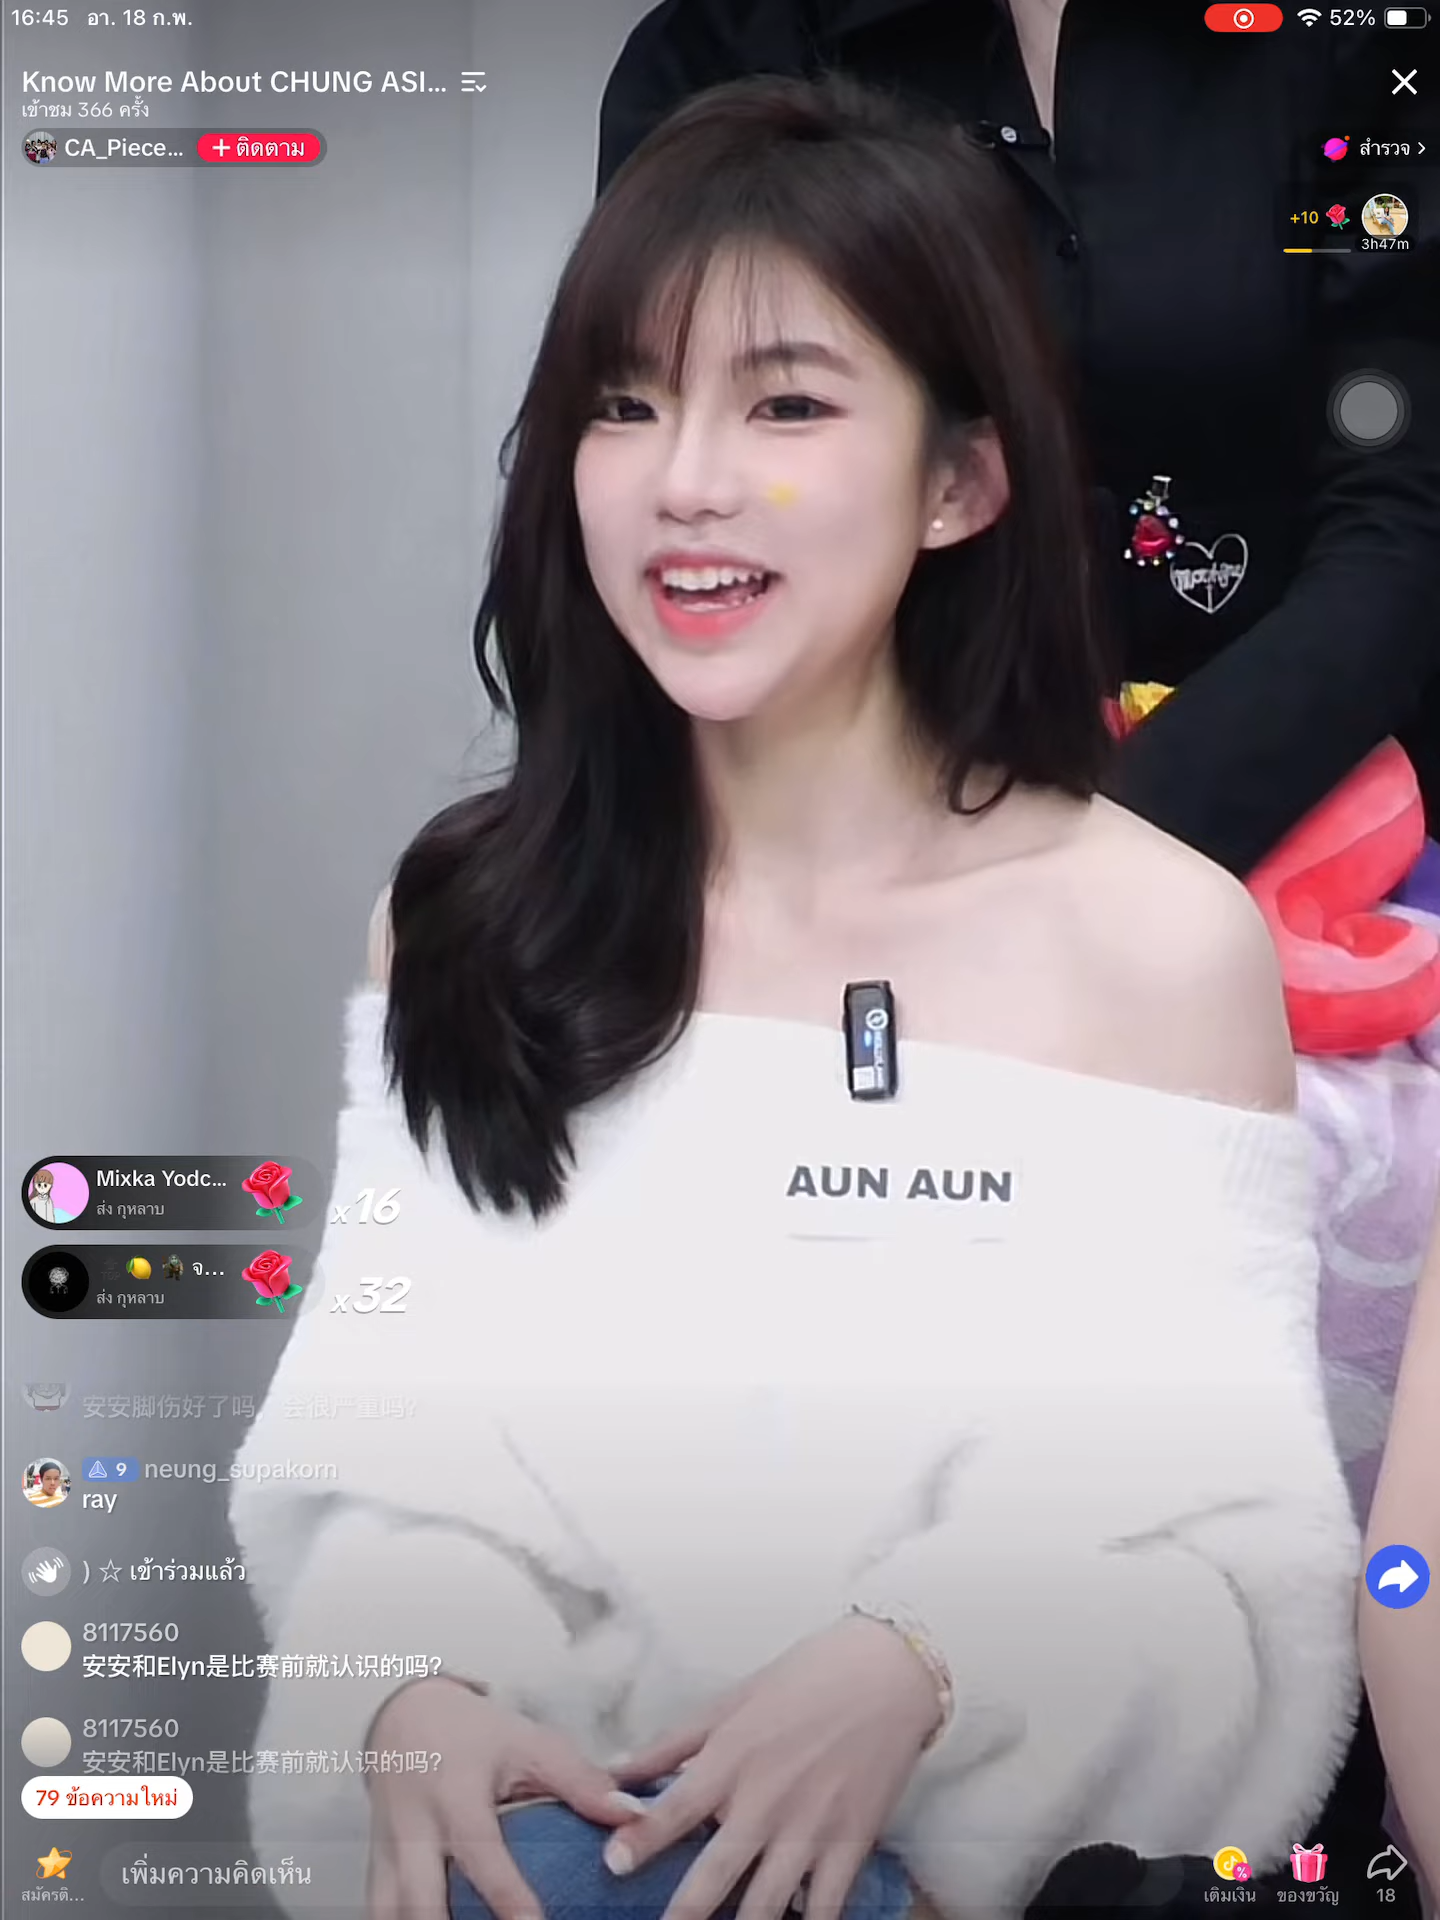 16:45 อา. 18 ก.พ.
52%
Know More About CHUNG ASI...
เข้าชม 366 ครั้ง
CA_Piece... + ติดตาม
สำรวจ >
+10
3h47m
AUN AUN
Mixka Yodc...
ส่ง กุหลาบ
x16
จ...
ส่ง กุหลาบ
x32
安安脚伤好了吗，会很严重吗?
9 neung_supakorn
ray
) ☆ เข้าร่วมแล้ว
8117560
安安和Elyn是比赛前就认识的吗?
8117560
安安和Elyn是比赛前就认识的吗?
79 ข้อความใหม่
สมัครติ...
เพิ่มความคิดเห็น
เติมเงิน
ของขวัญ
18